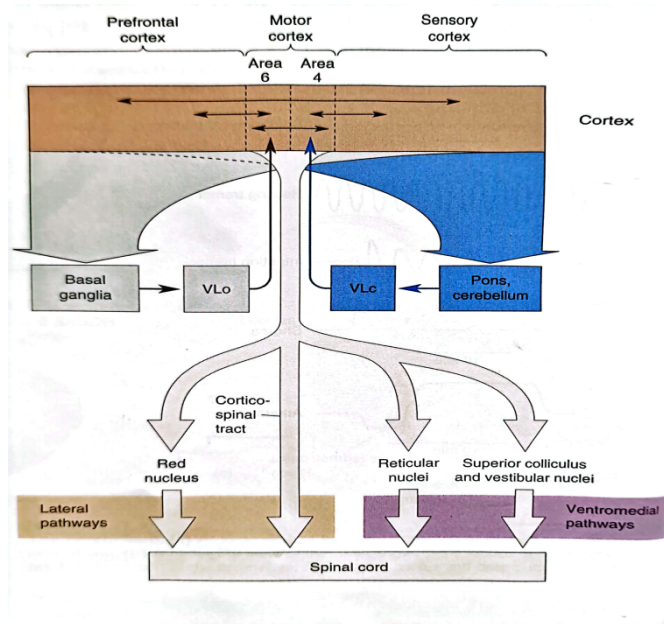 Prefrontal
cortex
Motor
cortex
Sensory
cortex
Area
6
Area
4
Cortex
Basal
ganglia
VLo
VLc
Pons,
cerebellum
Cortico-
spinal
tract
Red
nucleus
Reticular
nuclei
Superior colliculus
and vestibular nuclei
Lateral
pathways
Ventromedial
pathways
Spinal cord